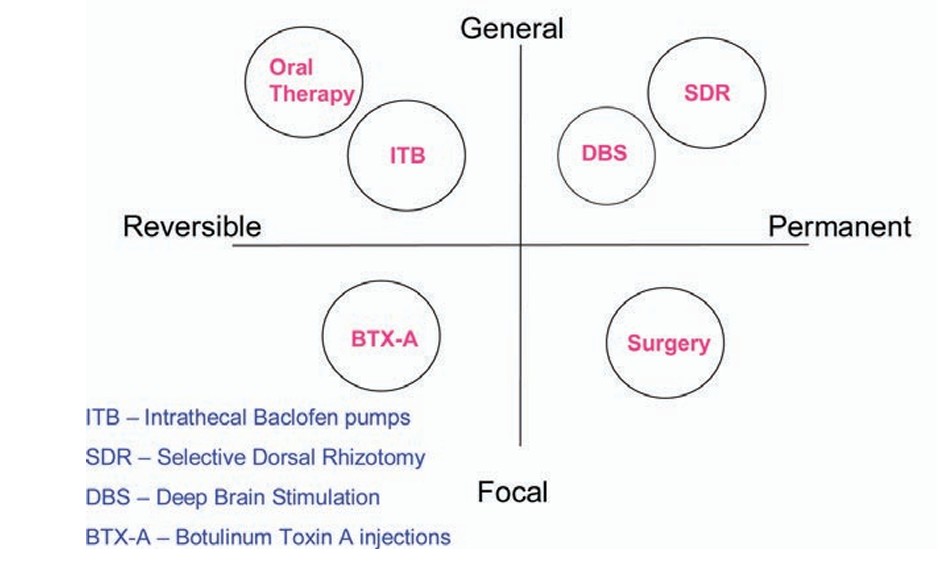 General
Oral
Therapy
SDR
ITB
DBS
Reversible
Permanent
BTX-A
Surgery
ITB – Intrathecal Baclofen pumps
SDR – Selective Dorsal Rhizotomy
DBS – Deep Brain Stimulation
Focal
BTX-A – Botulinum Toxin A injections